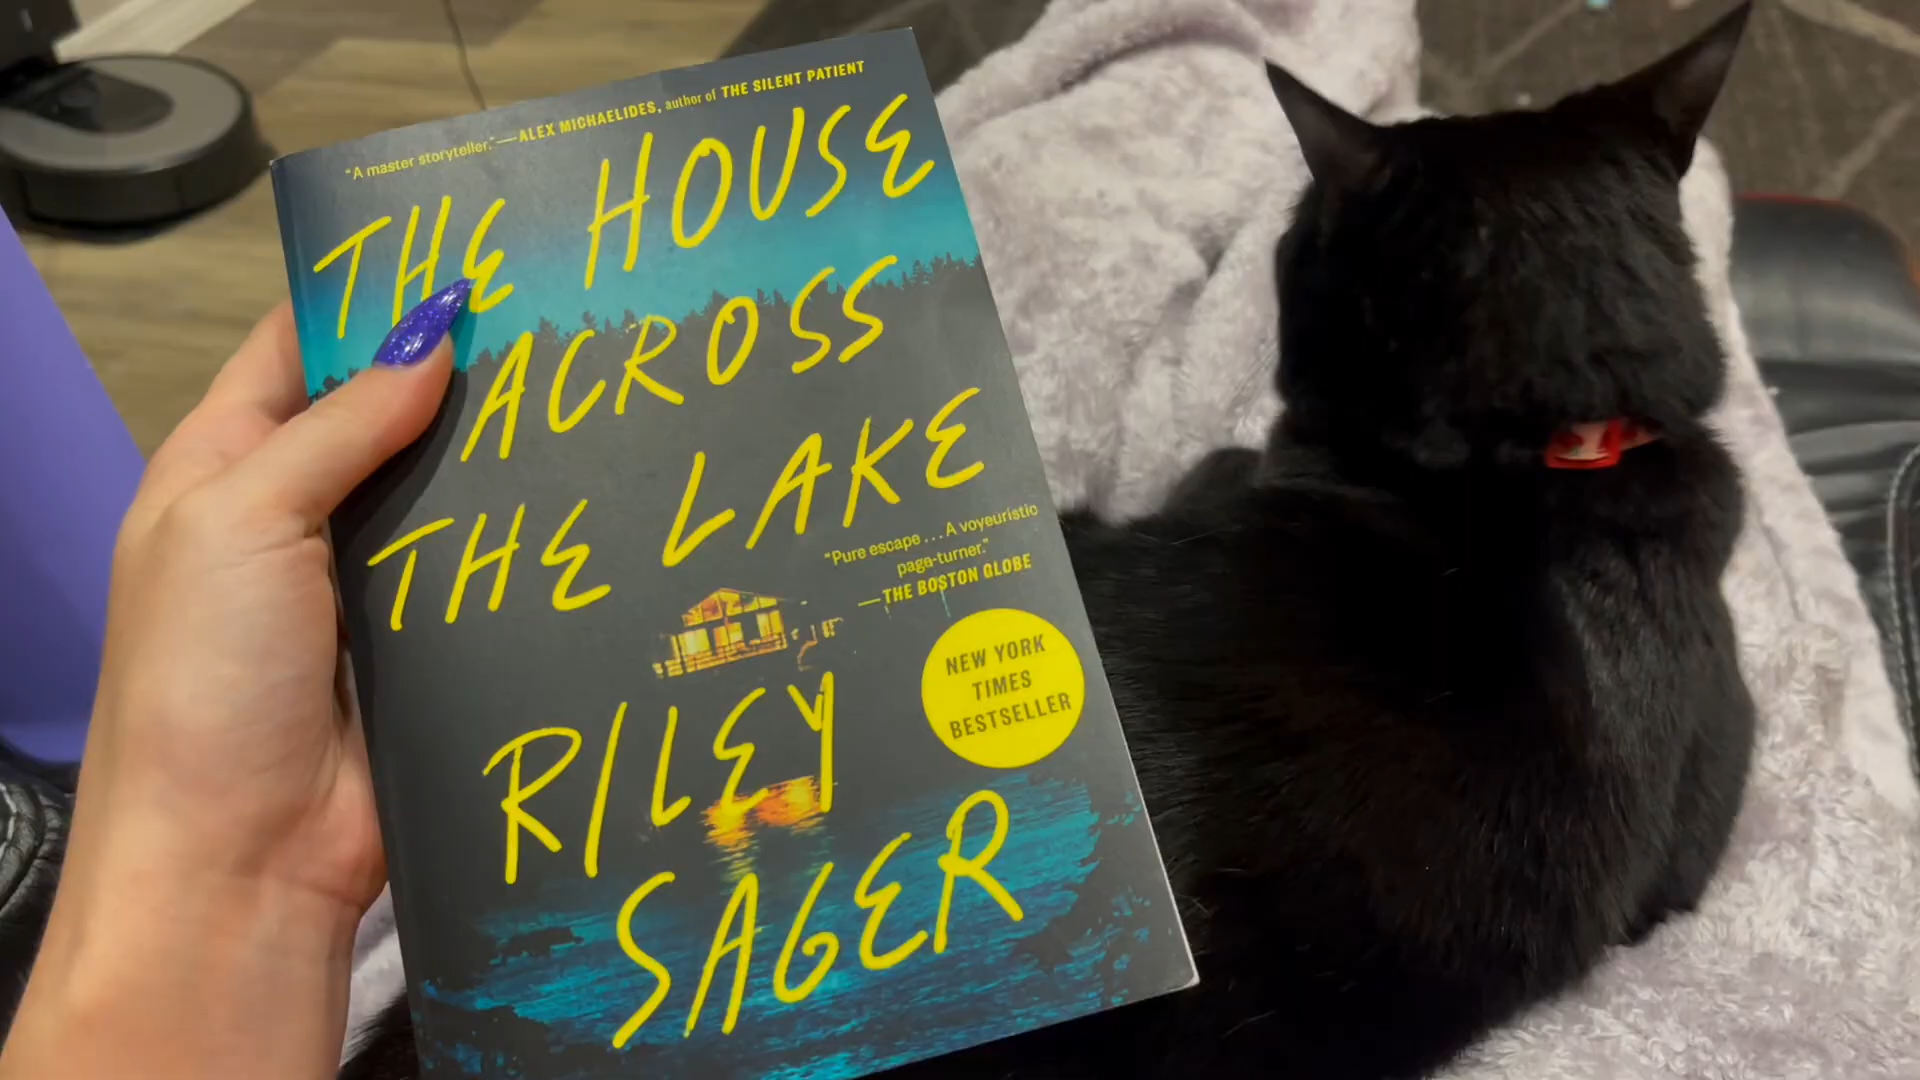 "A master storyteller."—ALEX MICHAELIDES, author of THE SILENT PATIENT
THE HOUSE
ACROSS
THE LAKE
"Pure escape . . . A voyeuristic
page-turner."
—THE BOSTON GLOBE
NEW YORK
TIMES
BESTSELLER
RILEY
SAGER